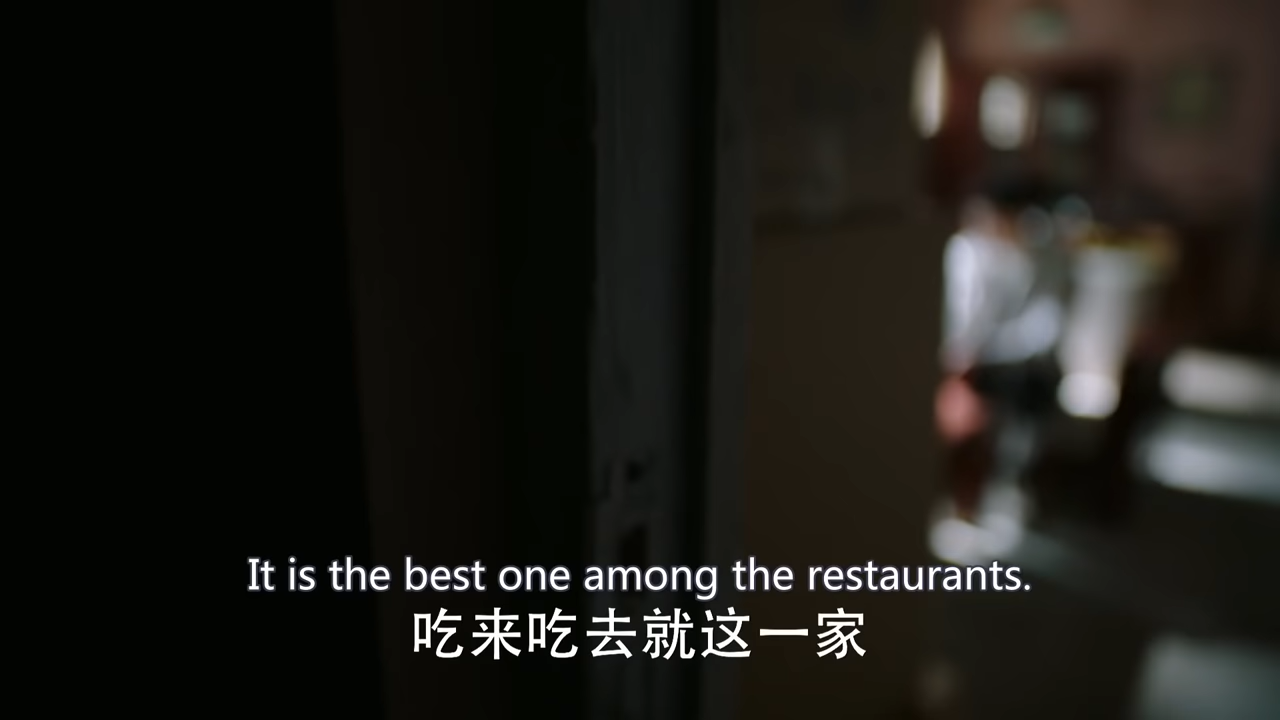 It is the best one among the restaurants.
吃来吃去就这一家